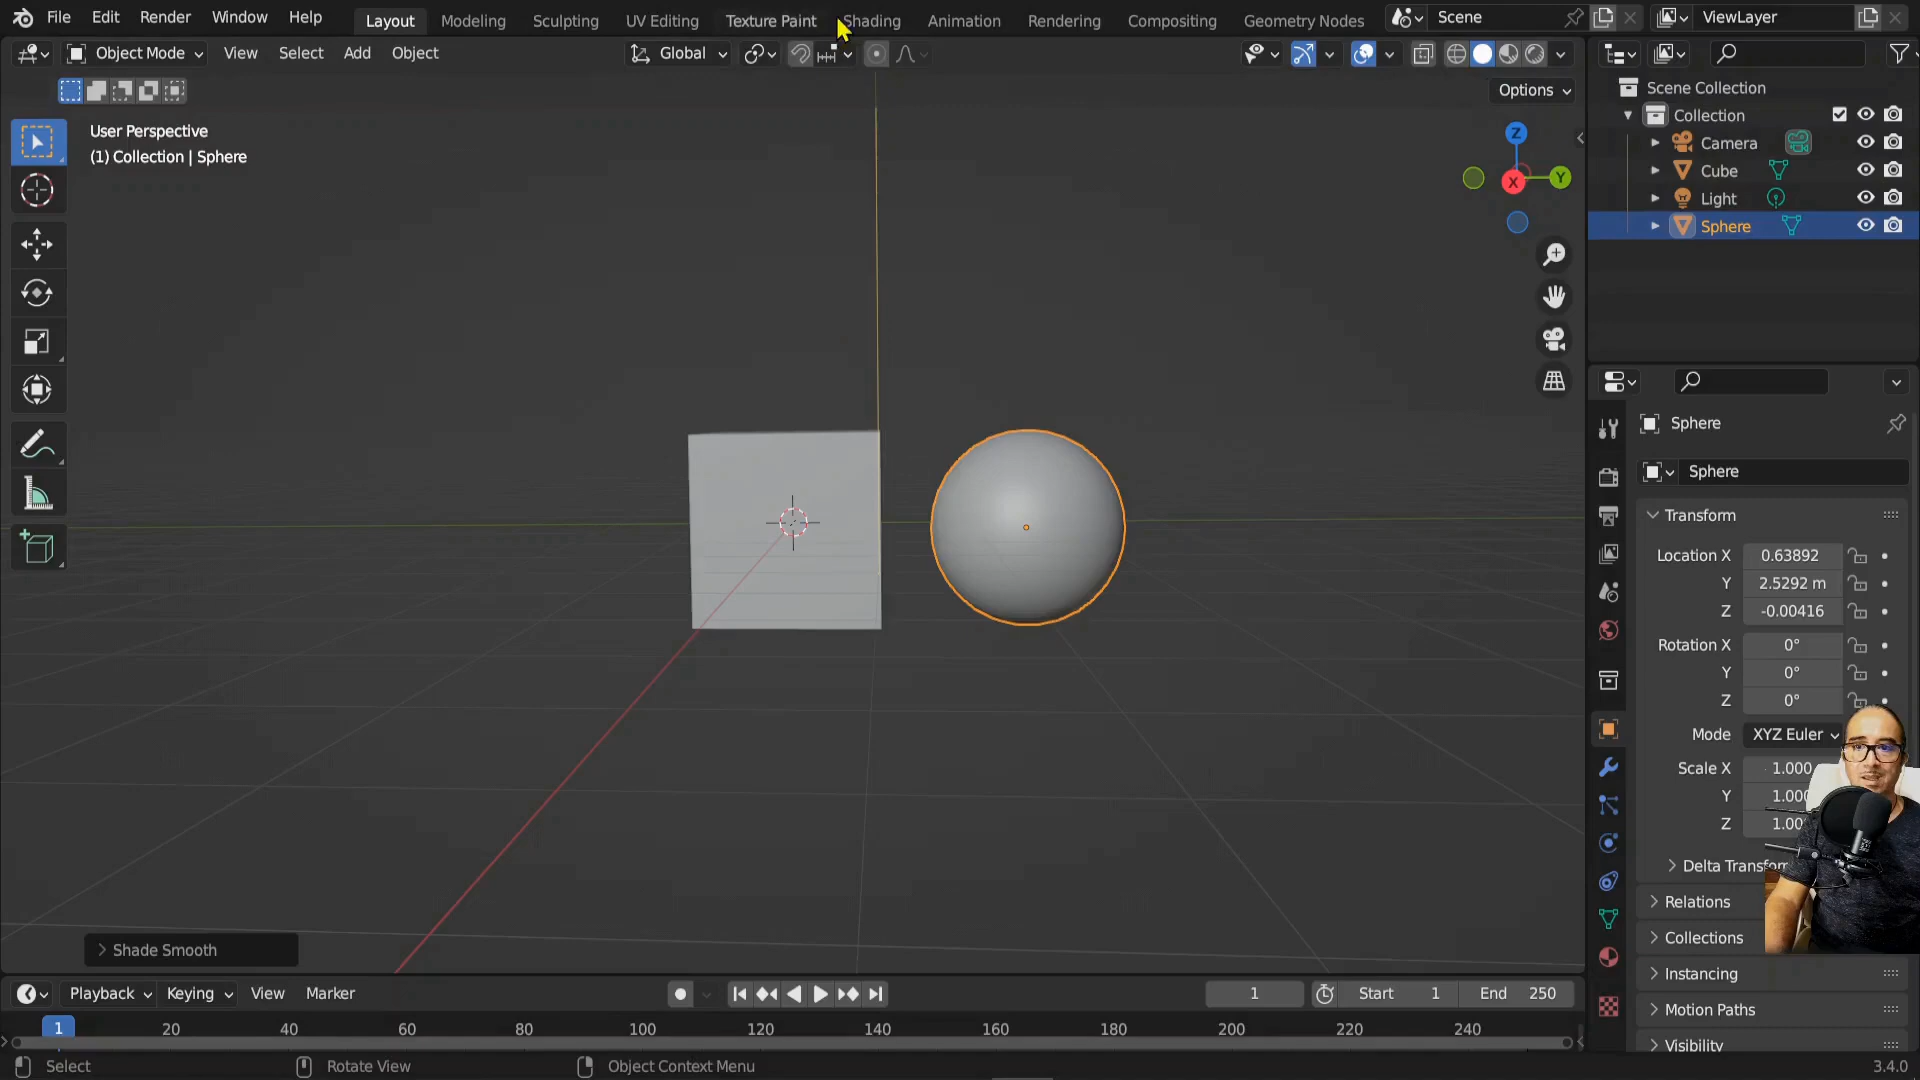 File Edit Render Window Help Layout Modeling Sculpting UV Editing Texture Paint Shading Animation Rendering Compositing Geometry Nodes Scene ViewLayer
Object Mode View Select Add Object Global
Options
User Perspective
(1) Collection | Sphere
Z
Y
X
Scene Collection
Collection
Camera
Cube
Light
Sphere
Sphere
Sphere
Transform
Location X 0.63892
Y 2.5292 m
Z -0.00416
Rotation X 0°
Y 0°
Z 0°
Mode XYZ Euler
Scale X 1.000
Y
Z
Relations
Collections
Instancing
Motion Paths
Visibility
Shade Smooth
Playback Keying View Marker 1 Start 1 End 250
1 20 40 60 80 100 120 140 160 180 200 220 240
Select Rotate View Object Context Menu 3.4.0